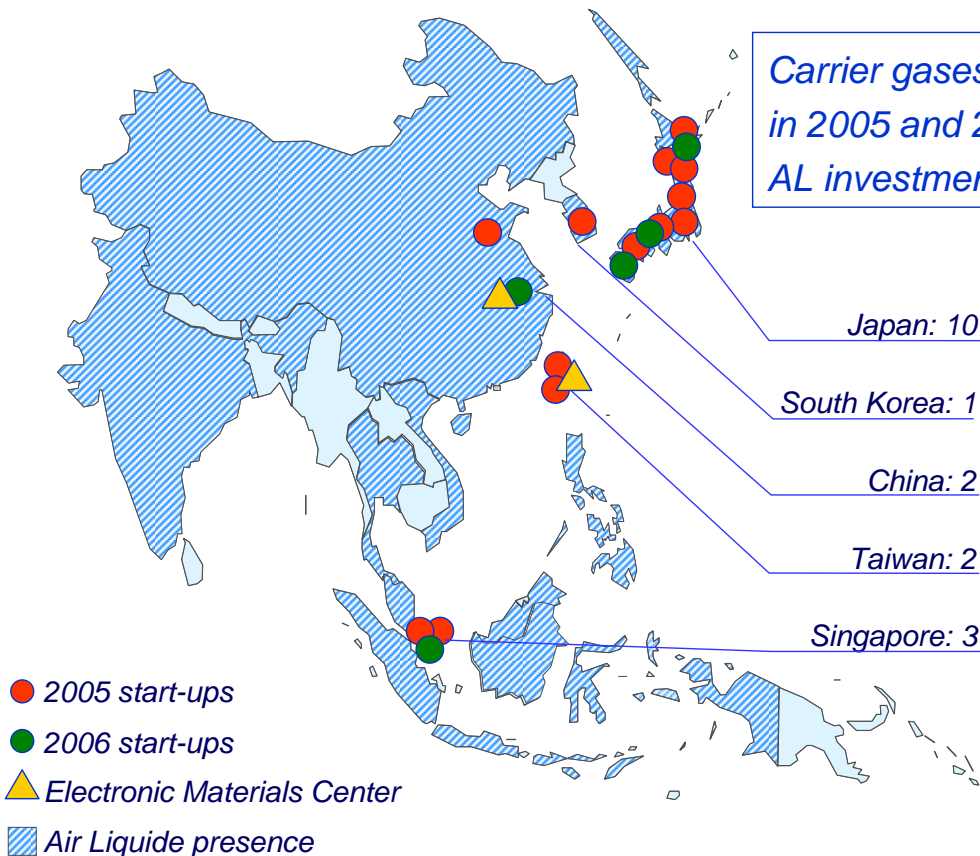 Carrier gases
in 2005 and 2
AL investmen
Japan: 10
South Korea: 1
China: 2
Taiwan: 2
Singapore: 3
2005 start-ups
2006 start-ups
Electronic Materials Center
Air Liquide presence